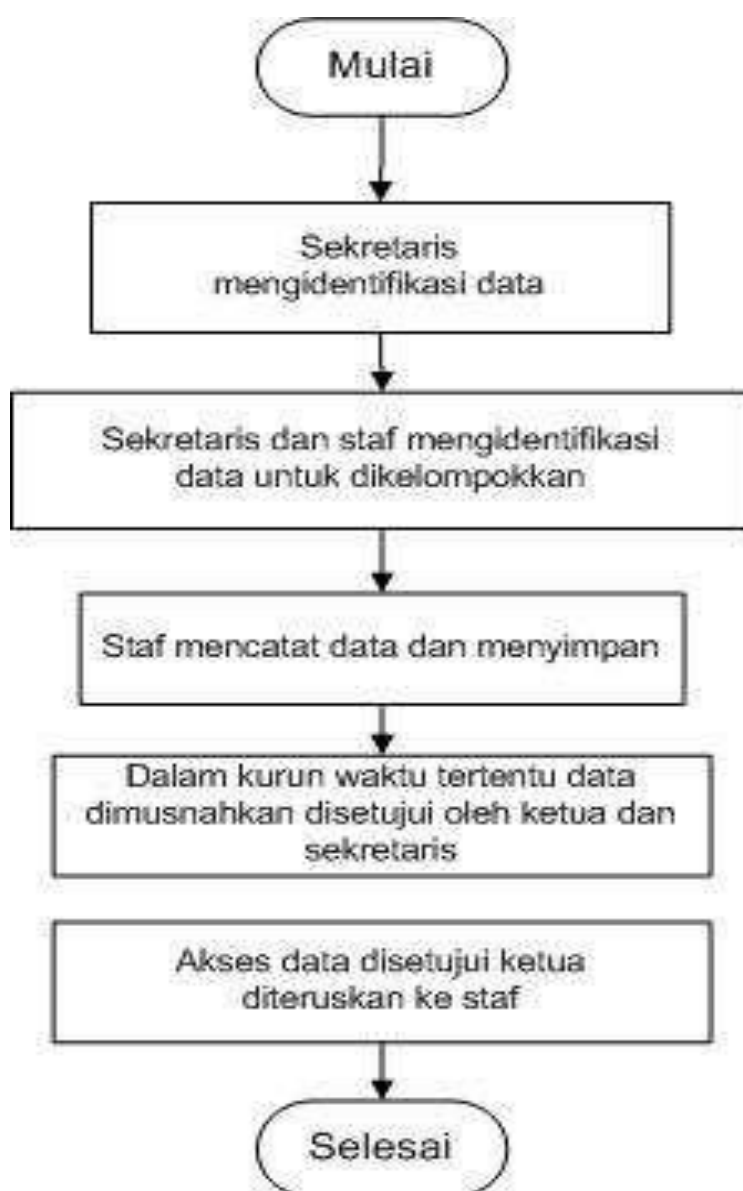 Mulai
Sekretaris
mengidentifikasi data
Sekretaris dan staf mengidentifikasi
data untuk dikelompokkan
Staf mencatat data dan menyimpan
Dalam kurun waktu tertentu data
dimusnahkan disetujui oleh ketua dan
sekretaris
Akses data disetujui ketua
diteruskan ke staf
Selesai